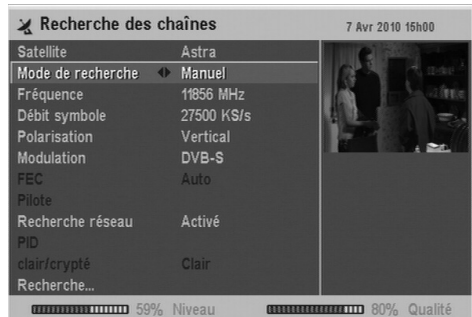 Recherche des chaînes
7 Avr 2010 15h00
Satellite Astra
Mode de recherche Manuel
Fréquence 11856 MHz
Débit symbole 27500 KS/s
Polarisation Vertical
Modulation DVB-S
FEC Auto
Pilote
Recherche réseau Activé
PID
clair/crypté Clair
Recherche...
59% Niveau 80% Qualité